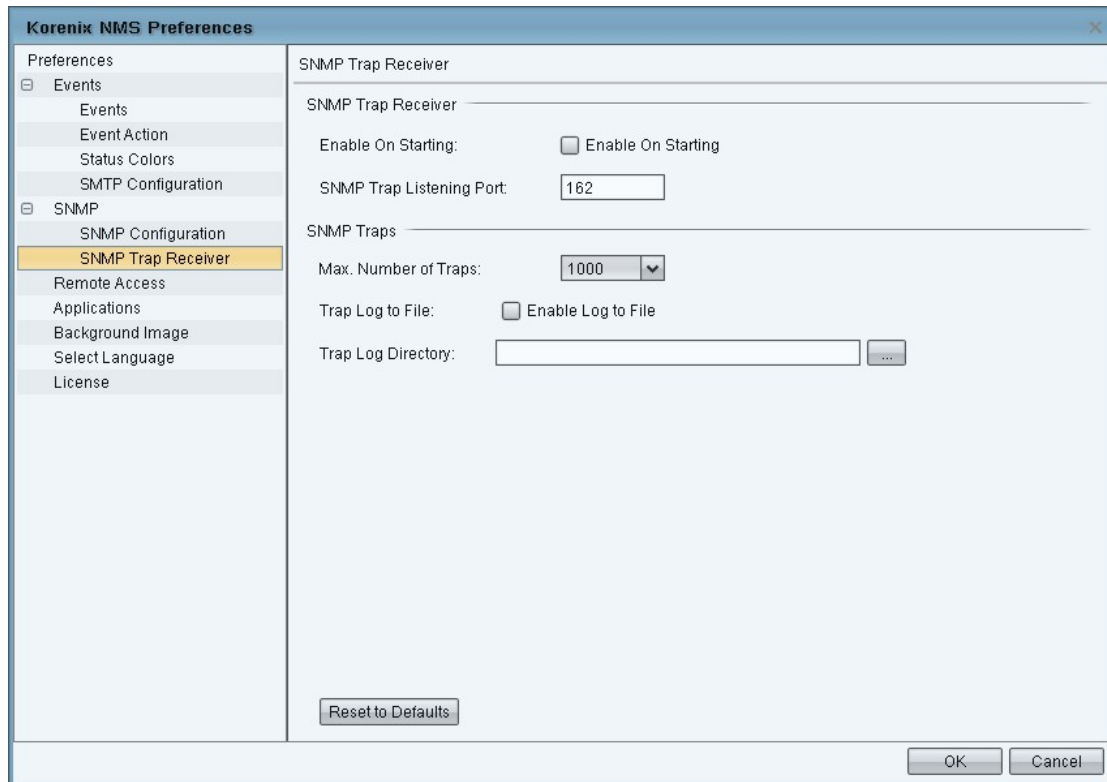 Korenix NMS Preferences
Preferences
Events
Events
Event Action
Status Colors
SMTP Configuration
SNMP
SNMP Configuration
SNMP Trap Receiver
Remote Access
Applications
Background Image
Select Language
License
SNMP Trap Receiver
SNMP Trap Receiver
Enable On Starting: Enable On Starting
SNMP Trap Listening Port: 162
SNMP Traps
Max. Number of Traps: 1000
Trap Log to File: Enable Log to File
Trap Log Directory: ...
Reset to Defaults
OK Cancel